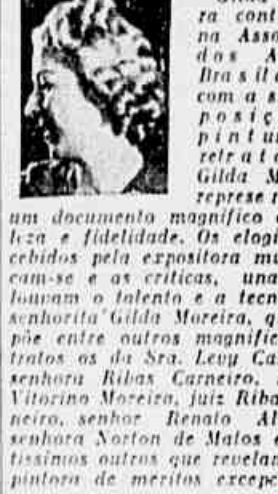 ra cont
na Asso
dos A
Brasil
com a s
posiç
pintu
retrat
Gilda M
represe
um documento magnifico
leza e fidelidade. Os elogi
cebidos pela expositora mu
cam-se e as criticas, una
louvam o talento e a tecn
senhorita Gilda Moreira, q
põe entre outros magnific
tratos os da Sra. Levy Ca
senhora Ribas Carneiro,
Vitorino Moreira, juiz Riba
neiro, senhor Renato Al
senhora Norton de Matos e
tissimos outros que revelan
pintora de meritos excep